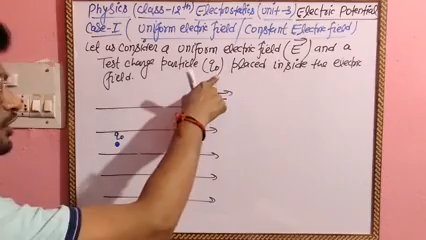 Physics (Class-12th) Electrostatics (Unit-3) Electric Potential
Case-I (Uniform electric field / Constant Electric Field
Let us consider a uniform electric field (E⃗) and a
Test charge particle (q₀) placed inside the electric
field.
q₀